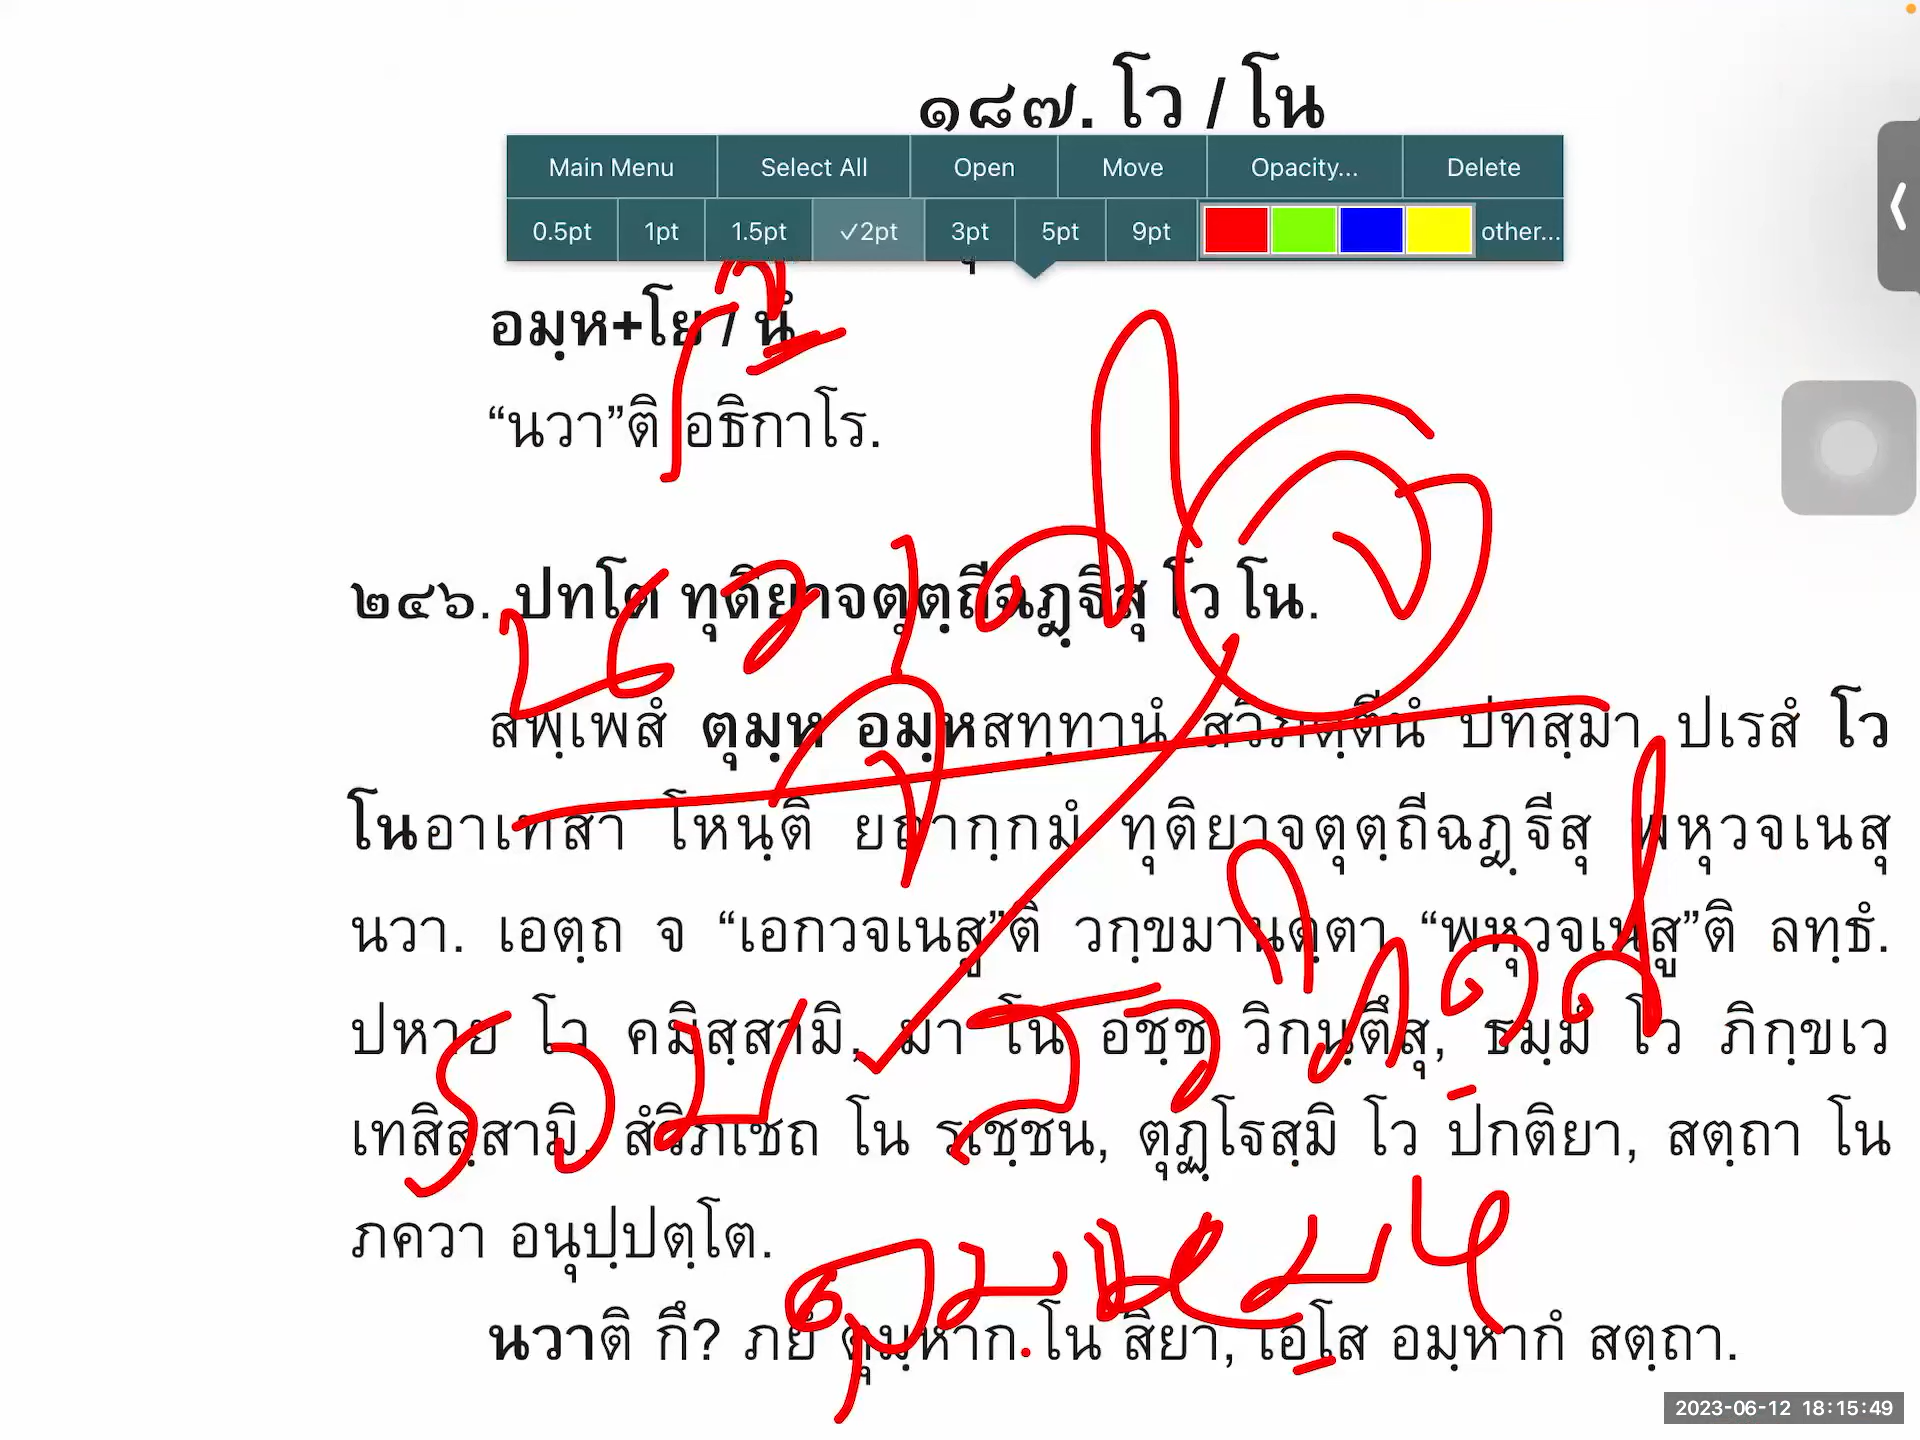 ๑๘๗. โว / โน
Main Menu Select All Open Move Opacity... Delete
0.5pt 1pt 1.5pt ✓2pt 3pt 5pt 9pt other...
อมฺห+โย / นํ
“นวา”ติ อธิกาโร.
๒๔๖. ปทโต ทุติยาจตุตฺถีฉฏฺฐีสุ โว โน.
สพฺเพสํ ตุมฺห อมฺหสทฺทานํ สวิภตฺตีนํ ปทสฺมา ปเรสํ โว
โนอาเทสา โหนฺติ ยถากฺกมํ ทุติยาจตุตฺถีฉฏฺฐีสุ พหุวจเนสุ
นวา. เอตฺถ จ “เอกวจเนสู”ติ วกฺขมานตฺตา “พหุวจเนสู”ติ ลทฺธํ.
ปหาย โว คมิสฺสามิ, มา โน อชฺช วิกนฺตึสุ, ธมฺมํ โว ภิกฺขเว
เทสิสฺสามิ, สํวิภเชถ โน รเชฺชน, ตุฏฺโฐสฺมิ โว ปกติยา, สตฺถา โน
ภควา อนุปฺปตฺโต.
นวาติ กึ? ภยํ ตุมฺหาก โน สิยา, เอโส อมฺหากํ สตฺถา.
2023-06-12 18:15:49